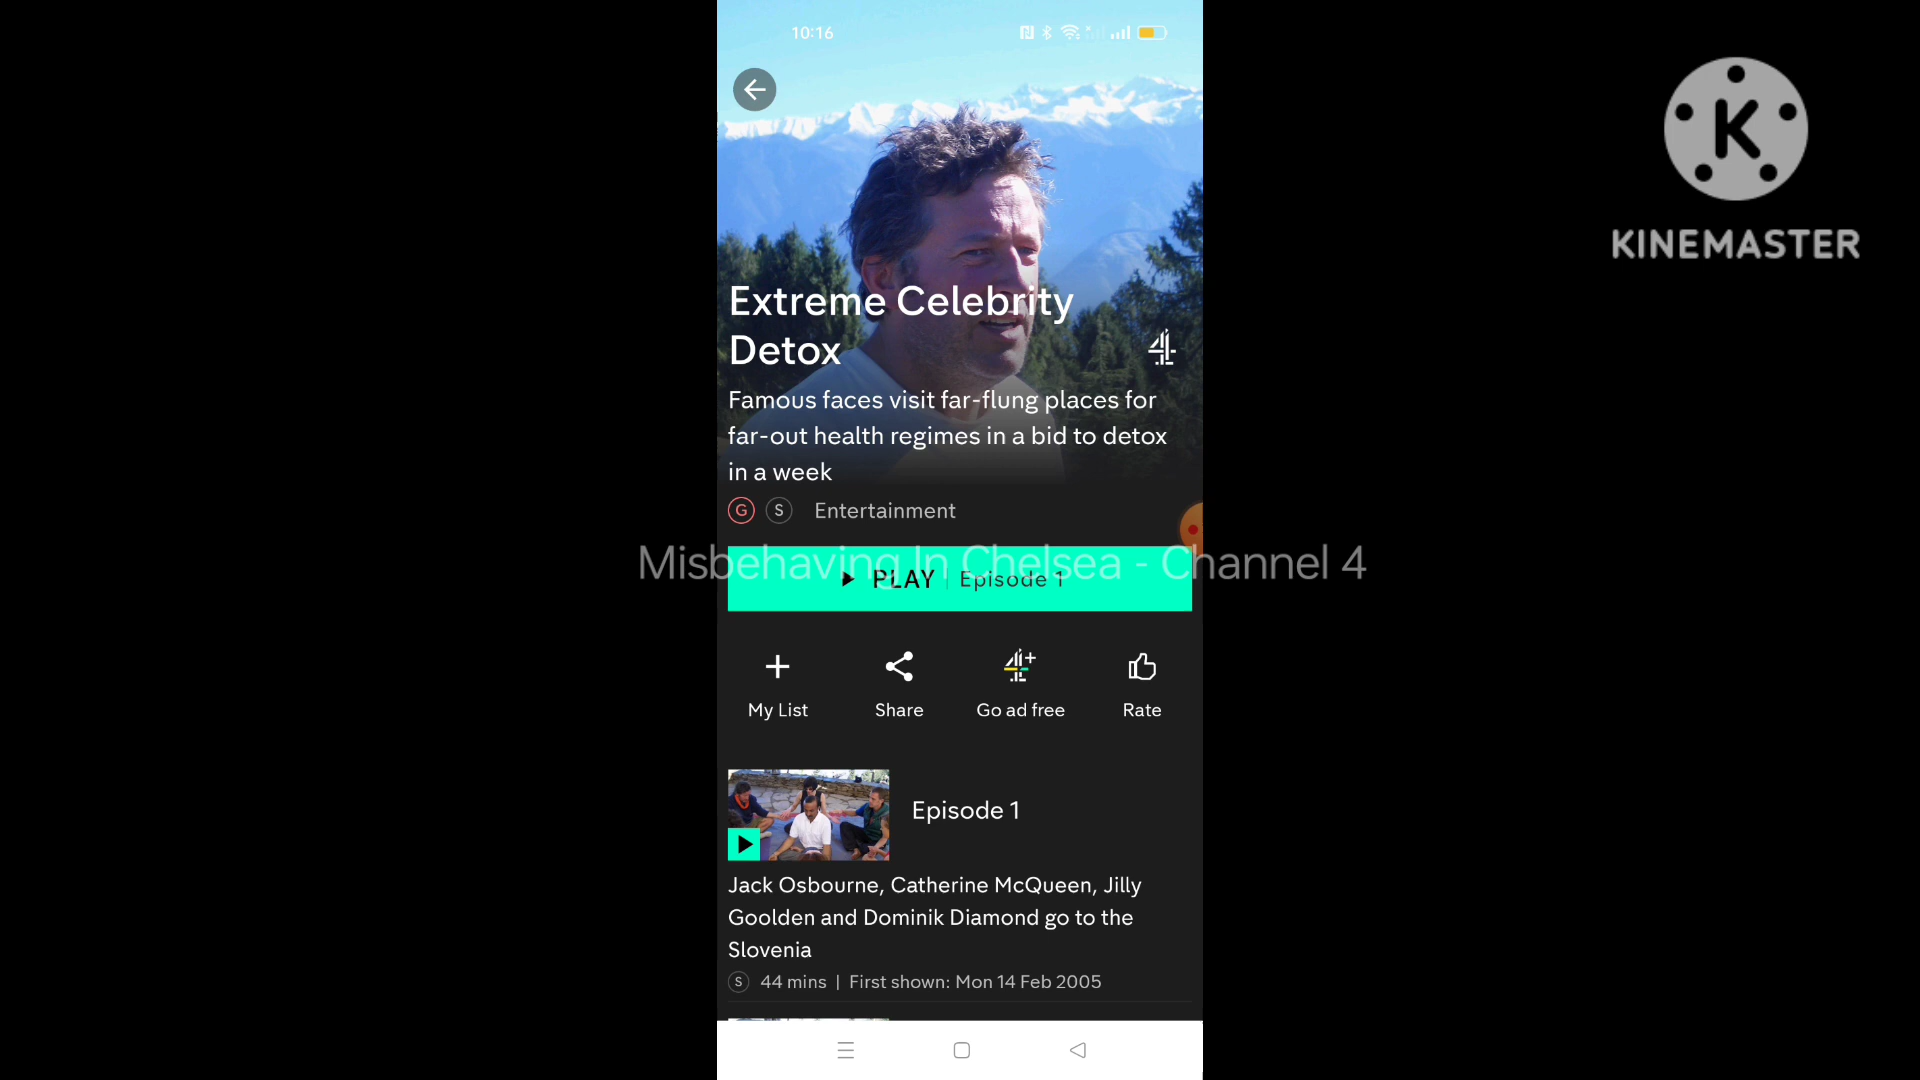 10:16
K
KINEMASTER
Extreme Celebrity
Detox
4
Famous faces visit far-flung places for
far-out health regimes in a bid to detox
in a week
G S Entertainment
Misbehaving In Chelsea - Channel 4
PLAY | Episode 1
4+
My List Share Go ad free Rate
Episode 1
Jack Osbourne, Catherine McQueen, Jilly
Goolden and Dominik Diamond go to the
Slovenia
S 44 mins | First shown: Mon 14 Feb 2005